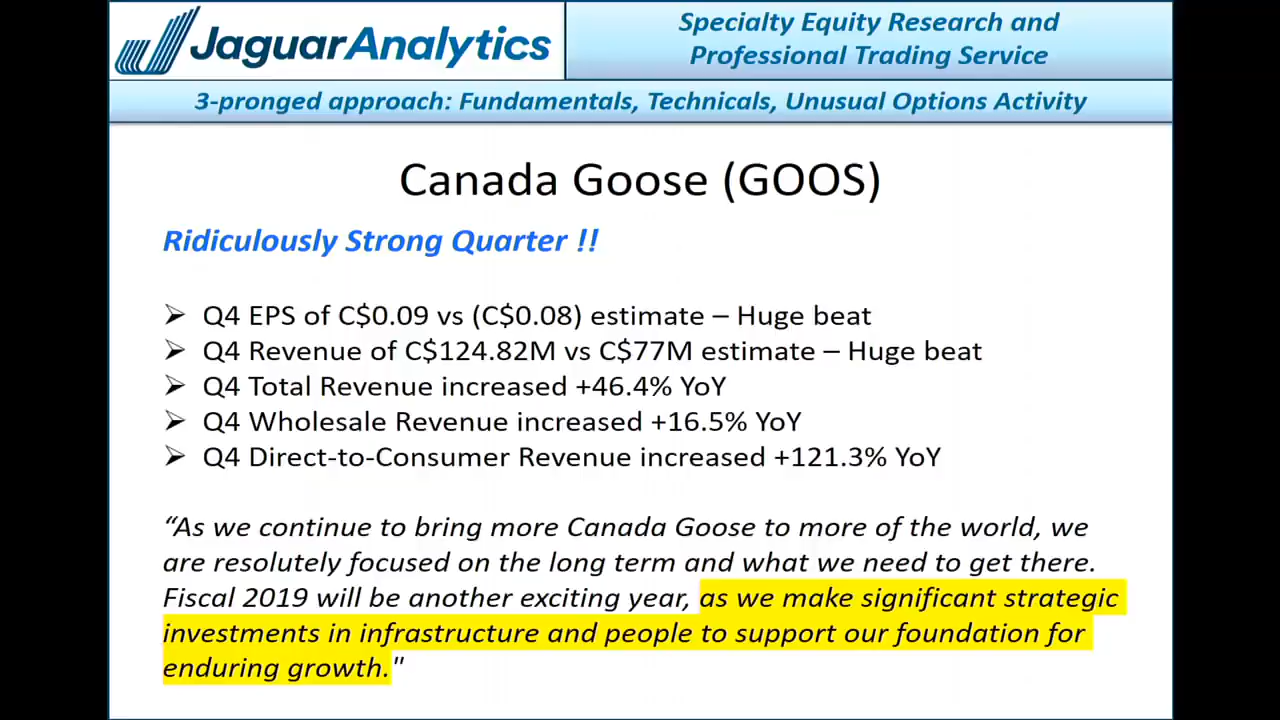 JaguarAnalytics
Specialty Equity Research and
Professional Trading Service
3-pronged approach: Fundamentals, Technicals, Unusual Options Activity
Canada Goose (GOOS)
Ridiculously Strong Quarter !!
➢ Q4 EPS of C$0.09 vs (C$0.08) estimate – Huge beat
➢ Q4 Revenue of C$124.82M vs C$77M estimate – Huge beat
➢ Q4 Total Revenue increased +46.4% YoY
➢ Q4 Wholesale Revenue increased +16.5% YoY
➢ Q4 Direct-to-Consumer Revenue increased +121.3% YoY
“As we continue to bring more Canada Goose to more of the world, we
are resolutely focused on the long term and what we need to get there.
Fiscal 2019 will be another exciting year, as we make significant strategic
investments in infrastructure and people to support our foundation for
enduring growth."